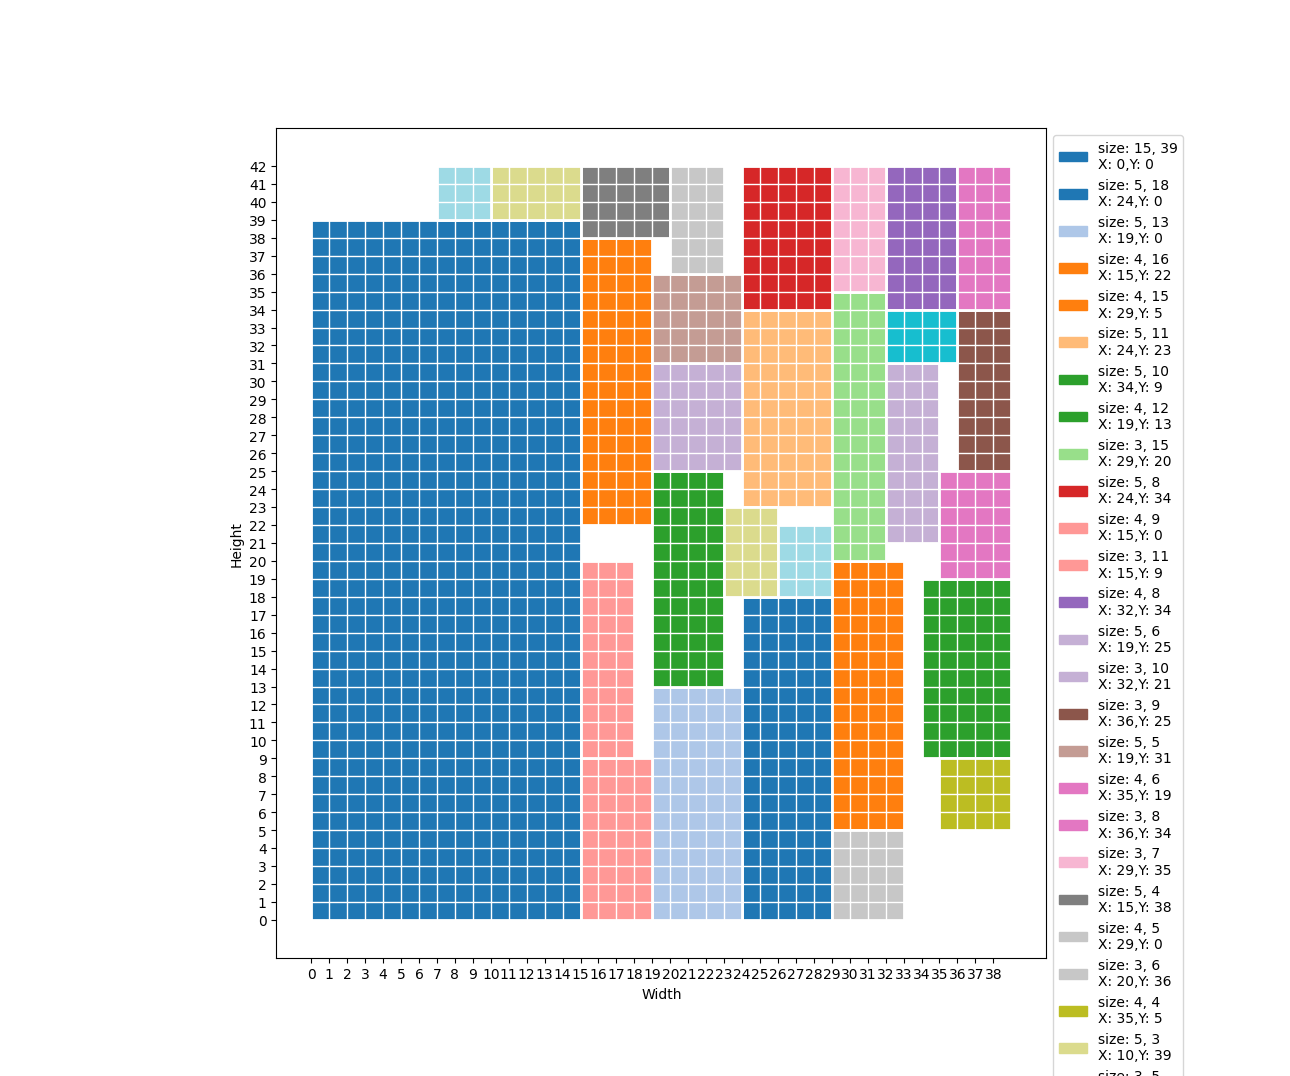 42
41
40
39
38
37
36
35
34
33
32
31
30
29
28
27
26
25
24
23
22
21
20
19
18
17
16
15
14
13
12
11
10
9
8
7
6
5
4
3
2
1
0
Height
0 1 2 3 4 5 6 7 8 9 10 11 12 13 14 15 16 17 18 19 20 21 22 23 24 25 26 27 28 29 30 31 32 33 34 35 36 37 38
Width
size: 15, 39
X: 0,Y: 0
size: 5, 18
X: 24,Y: 0
size: 5, 13
X: 19,Y: 0
size: 4, 16
X: 15,Y: 22
size: 4, 15
X: 29,Y: 5
size: 5, 11
X: 24,Y: 23
size: 5, 10
X: 34,Y: 9
size: 4, 12
X: 19,Y: 13
size: 3, 15
X: 29,Y: 20
size: 5, 8
X: 24,Y: 34
size: 4, 9
X: 15,Y: 0
size: 3, 11
X: 15,Y: 9
size: 4, 8
X: 32,Y: 34
size: 5, 6
X: 19,Y: 25
size: 3, 10
X: 32,Y: 21
size: 3, 9
X: 36,Y: 25
size: 5, 5
X: 19,Y: 31
size: 4, 6
X: 35,Y: 19
size: 3, 8
X: 36,Y: 34
size: 3, 7
X: 29,Y: 35
size: 5, 4
X: 15,Y: 38
size: 4, 5
X: 29,Y: 0
size: 3, 6
X: 20,Y: 36
size: 4, 4
X: 35,Y: 5
size: 5, 3
X: 10,Y: 39
size: 3, 5